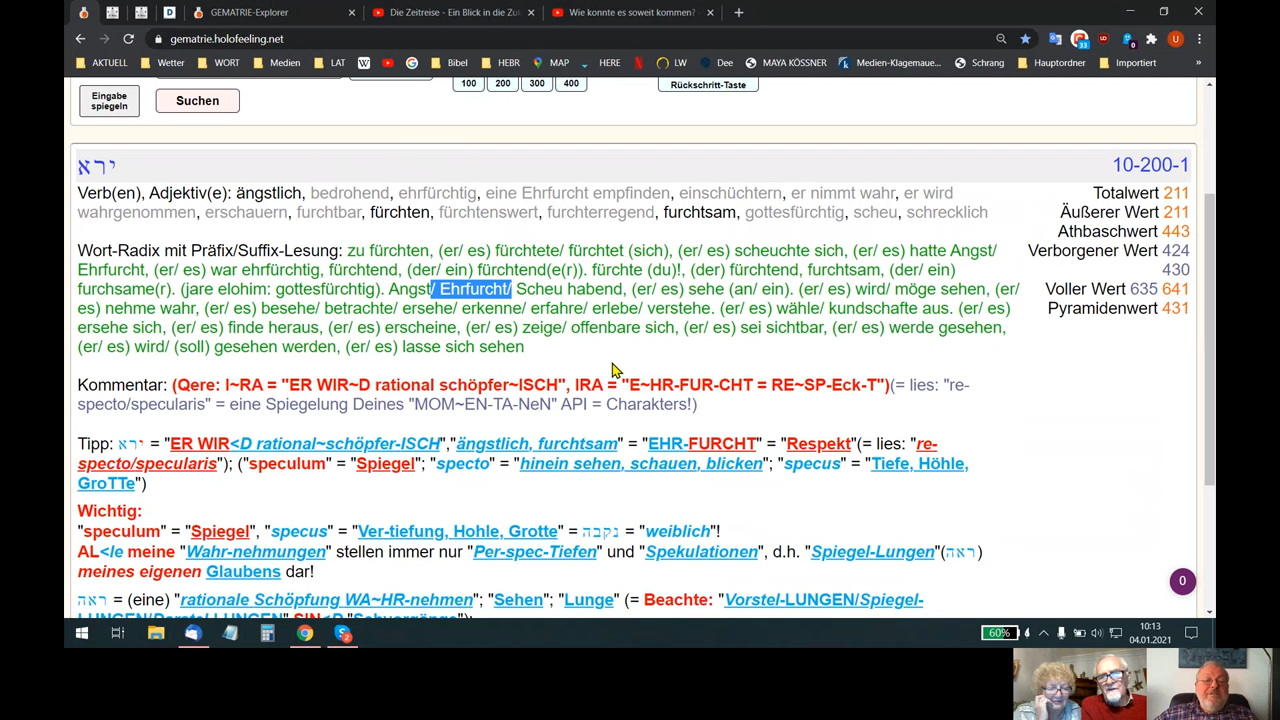 GEMATRIE-Explorer
Die Zeitreise - Ein Blick in die Zuk
Wie konnte es soweit kommen?
gematrie.holofeeling.net
33
0
U
AKTUELL
Wetter
WORT
Medien
LAT
Bibel
HEBR
MAP
HERE
LW
Dee
MAYA KÖSSNER
Medien-Klagemaue...
Schrang
Hauptordner
Importiert
»
Eingabe spiegeln
Suchen
100 200 300 400
Rückschritt-Taste
ירא 10-200-1
Verb(en), Adjektiv(e): ängstlich, bedrohend, ehrfürchtig, eine Ehrfurcht empfinden, einschüchtern, er nimmt wahr, er wird
wahrgenommen, erschauern, furchtbar, fürchten, fürchtenswert, furchterregend, furchtsam, gottesfürchtig, scheu, schrecklich
Totalwert 211
Äußerer Wert 211
Athbaschwert 443
Verborgener Wert 424
430
Voller Wert 635 641
Pyramidenwert 431
Wort-Radix mit Präfix/Suffix-Lesung: zu fürchten, (er/ es) fürchtete/ fürchtet (sich), (er/ es) scheuchte sich, (er/ es) hatte Angst/
Ehrfurcht, (er/ es) war ehrfürchtig, fürchtend, (der/ ein) fürchtend(e(r)). fürchte (du)!, (der) fürchtend, furchtsam, (der/ ein)
furchsame(r). (jare elohim: gottesfürchtig). Angst/ Ehrfurcht/ Scheu habend, (er/ es) sehe (an/ ein). (er/ es) wird/ möge sehen, (er/
es) nehme wahr, (er/ es) besehe/ betrachte/ ersehe/ erkenne/ erfahre/ erlebe/ verstehe. (er/ es) wähle/ kundschafte aus. (er/ es)
ersehe sich, (er/ es) finde heraus, (er/ es) erscheine, (er/ es) zeige/ offenbare sich, (er/ es) sei sichtbar, (er/ es) werde gesehen,
(er/ es) wird/ (soll) gesehen werden, (er/ es) lasse sich sehen
Kommentar: (Qere: I~RA = "ER WIR~D rational schöpfer~ISCH", IRA = "E~HR-FUR-CHT = RE~SP-Eck-T")(= lies: "re-
specto/specularis" = eine Spiegelung Deines "MOM~EN-TA-NeN" API = Charakters!)
Tipp: ירא = "ER WIR<D rational~schöpfer-ISCH","ängstlich, furchtsam" = "EHR-FURCHT" = "Respekt"(= lies: "re-
specto/specularis"); ("speculum" = "Spiegel"; "specto" = "hinein sehen, schauen, blicken"; "specus" = "Tiefe, Höhle,
GroTTe")
Wichtig:
"speculum" = "Spiegel", "specus" = "Ver-tiefung, Hohle, Grotte" = נקבה = "weiblich"!
AL<le meine "Wahr-nehmungen" stellen immer nur "Per-spec-Tiefen" und "Spekulationen", d.h. "Spiegel-Lungen"(ראה)
meines eigenen Glaubens dar!
ראה = (eine) "rationale Schöpfung WA~HR-nehmen"; "Sehen"; "Lunge" (= Beachte: "Vorstel-LUNGEN/Spiegel-
0
60%
10:13
04.01.2021